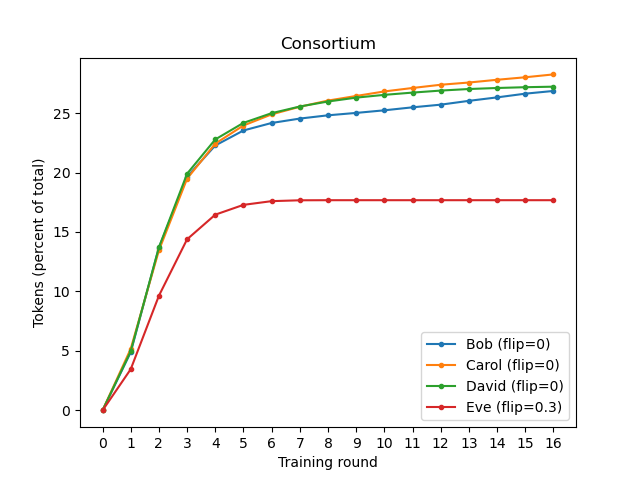 Consortium
Tokens (percent of total)
25
20
15
10
5
0
Bob (flip=0)
Carol (flip=0)
David (flip=0)
Eve (flip=0.3)
0 1 2 3 4 5 6 7 8 9 10 11 12 13 14 15 16
Training round